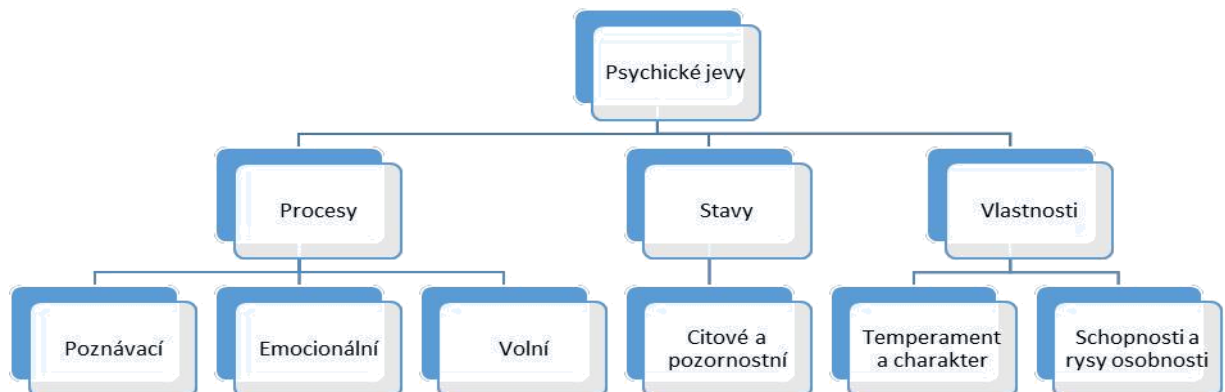 Psychické jevy
Procesy
Stavy
Vlastnosti
Poznávací
Emocionální
Volní
Citové a
pozornostní
Temperament
a charakter
Schopnosti a
rysy osobnosti